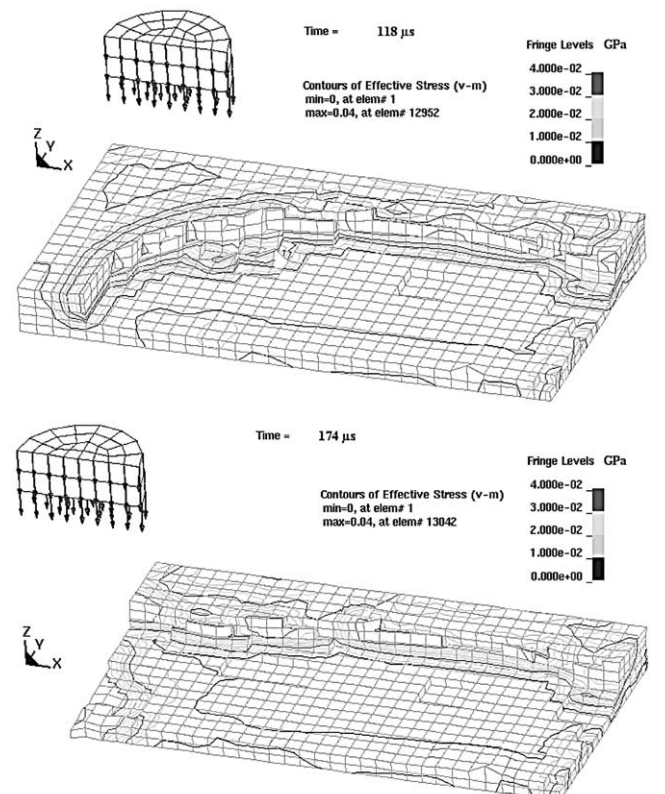 Time = 118 μs
Fringe Levels GPa
4.000e-02
3.000e-02
2.000e-02
1.000e-02
0.000e+00
Contours of Effective Stress (v-m)
min=0, at elem# 1
max=0.04, at elem# 12952
Z
Y
X
Time = 174 μs
Fringe Levels GPa
4.000e-02
3.000e-02
2.000e-02
1.000e-02
0.000e+00
Contours of Effective Stress (v-m)
min=0, at elem# 1
max=0.04, at elem# 13042
Z
Y
X